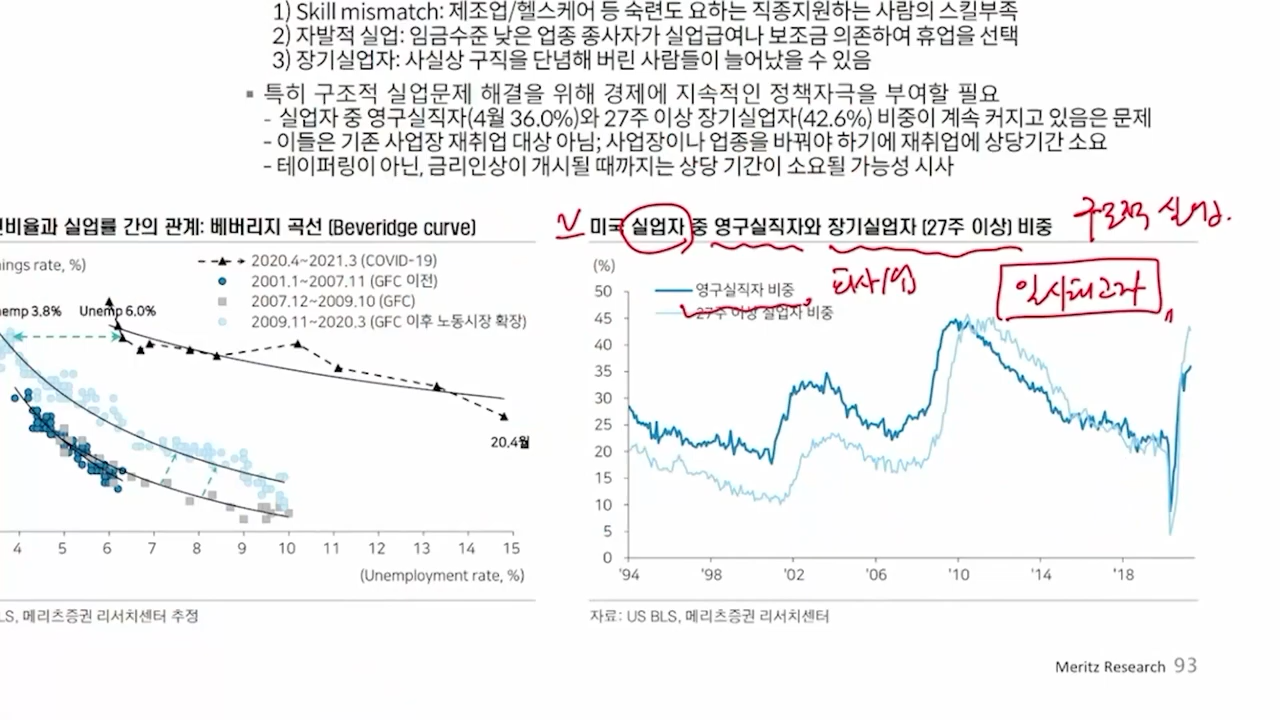 1) Skill mismatch: 제조업/헬스케어 등 숙련도 요하는 직종지원하는 사람의 스킬부족
2) 자발적 실업: 임금수준 낮은 업종 종사자가 실업급여나 보조금 의존하여 휴업을 선택
3) 장기실업자: 사실상 구직을 단념해 버린 사람들이 늘어났을 수 있음
▪ 특히 구조적 실업문제 해결을 위해 경제에 지속적인 정책자극을 부여할 필요
- 실업자 중 영구실직자(4월 36.0%)와 27주 이상 장기실업자(42.6%) 비중이 계속 커지고 있음은 문제
- 이들은 기존 사업장 재취업 대상 아님; 사업장이나 업종을 바꿔야 하기에 재취업에 상당기간 소요
- 테이퍼링이 아닌, 금리인상이 개시될 때까지는 상당 기간이 소요될 가능성 시사
비율과 실업률 간의 관계: 베버리지 곡선 (Beveridge curve)
nings rate, %)
2020.4~2021.3 (COVID-19)
2001.1~2007.11 (GFC 이전)
2007.12~2009.10 (GFC)
2009.11~2020.3 (GFC 이후 노동시장 확장)
nemp 3.8% Unemp 6.0%
20.4월
4 5 6 7 8 9 10 11 12 13 14 15
(Unemployment rate, %)
LS, 메리츠증권 리서치센터 추정
구조적 실업.
미국 실업자 중 영구실직자와 장기실업자 (27주 이상) 비중
일시해고자
(%)
영구실직자 비중
27주 이상 실업자 비중
50
45
40
35
30
25
20
15
10
5
0
'94 '98 '02 '06 '10 '14 '18
자료: US BLS, 메리츠증권 리서치센터
Meritz Research 93